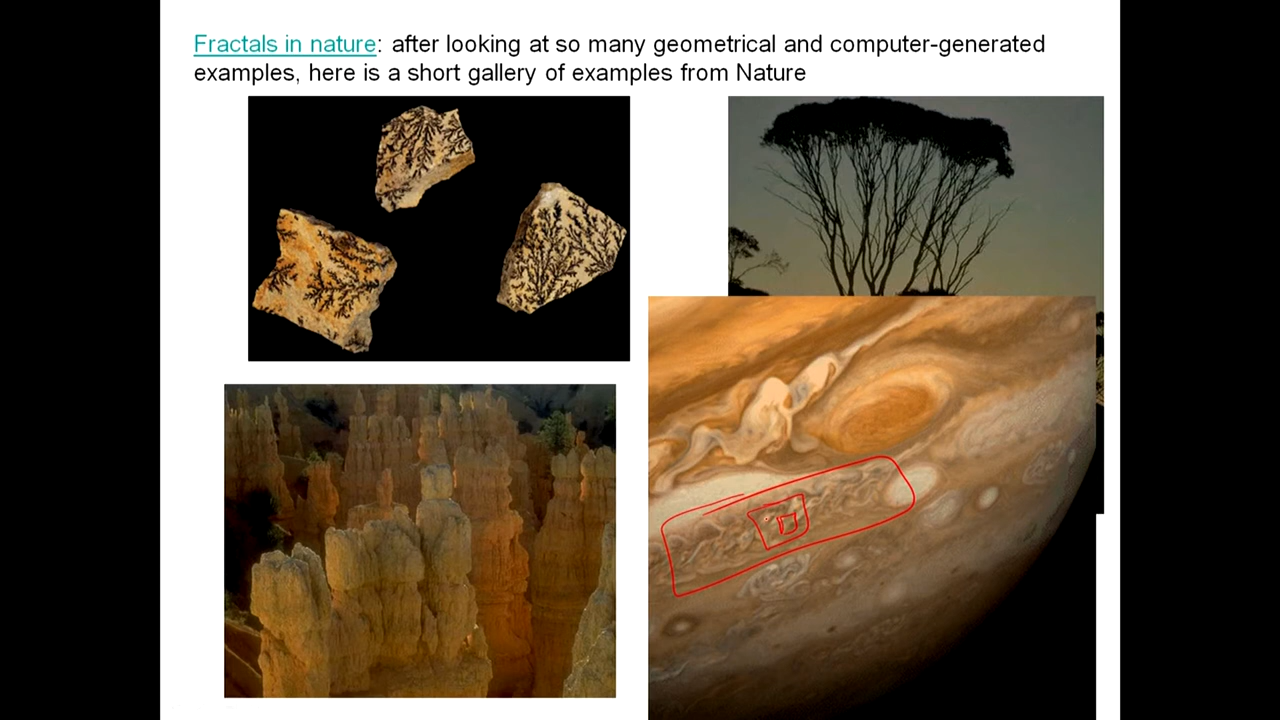 Fractals in nature: after looking at so many geometrical and computer-generated
examples, here is a short gallery of examples from Nature